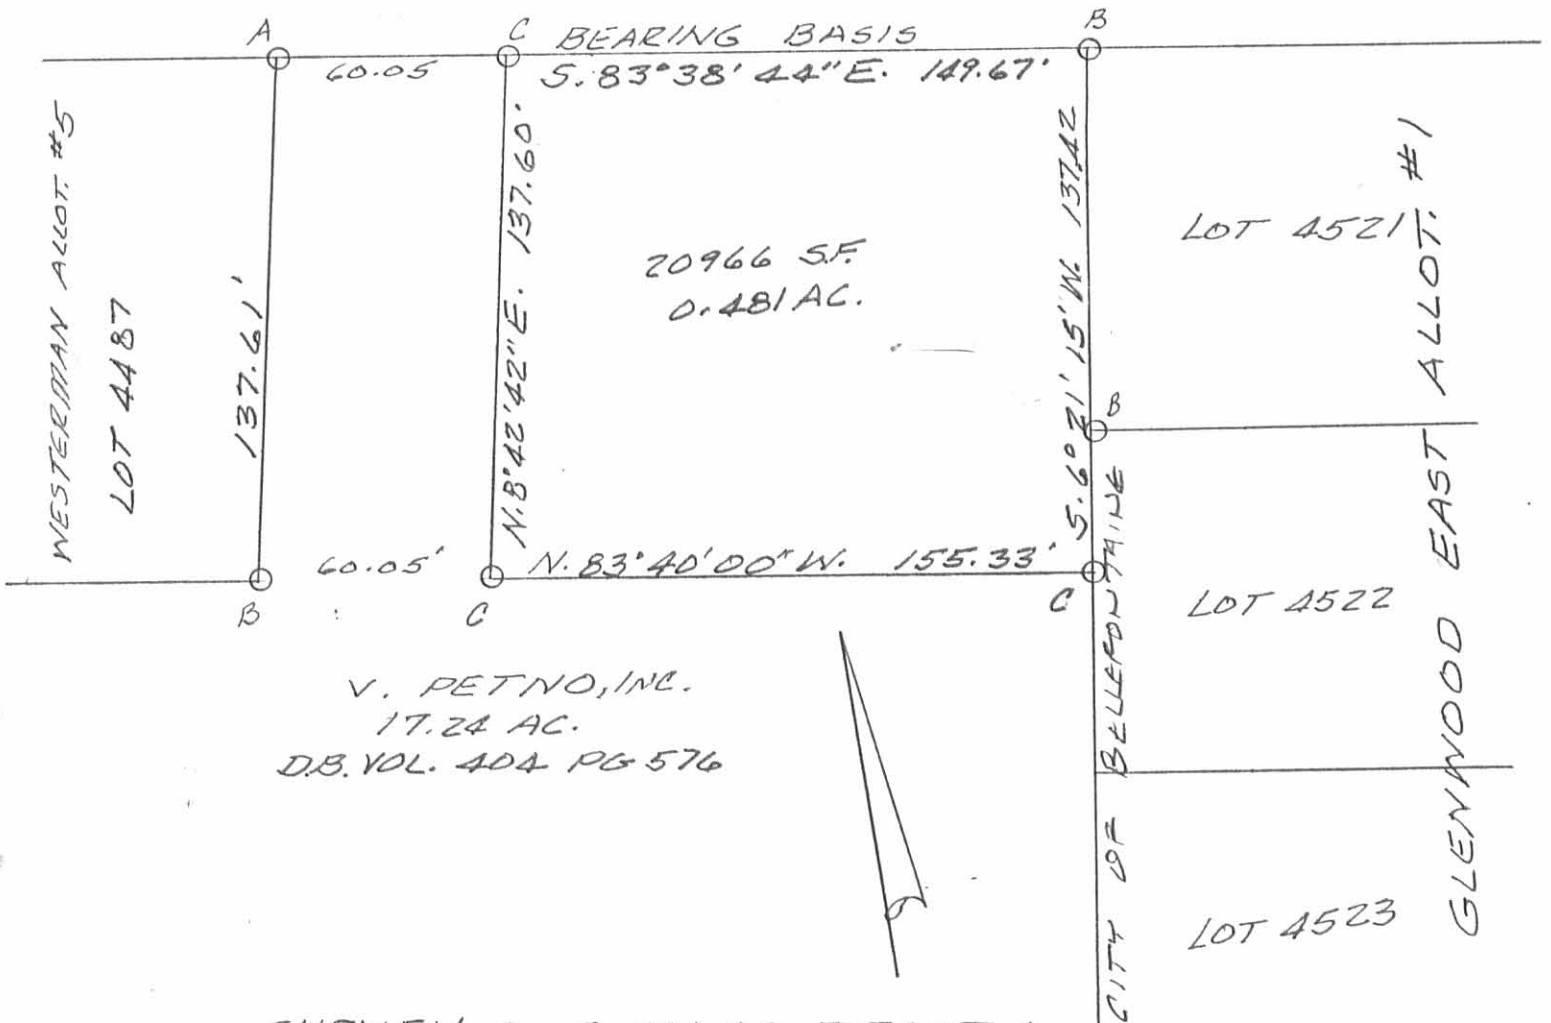 A
C
BEARING BASIS
B
60.05
S. 83° 38' 44" E. 149.67'
WESTERMAN ALLOT. #5
LOT 4487
137.61'
N. 8° 42' 42" E. 137.60'
20966 S.F.
0.481 AC.
S. 6° 21' 15" W. 137.42
LOT 4521
GLENWOOD EAST ALLOT. #1
B
60.05'
N. 83° 40' 00" W. 155.33'
B
C
C
LOT 4522
CITY OF BELLEFONTAINE
V. PETNO, INC.
17.24 AC.
D.B. VOL. 404 PG 576
LOT 4523